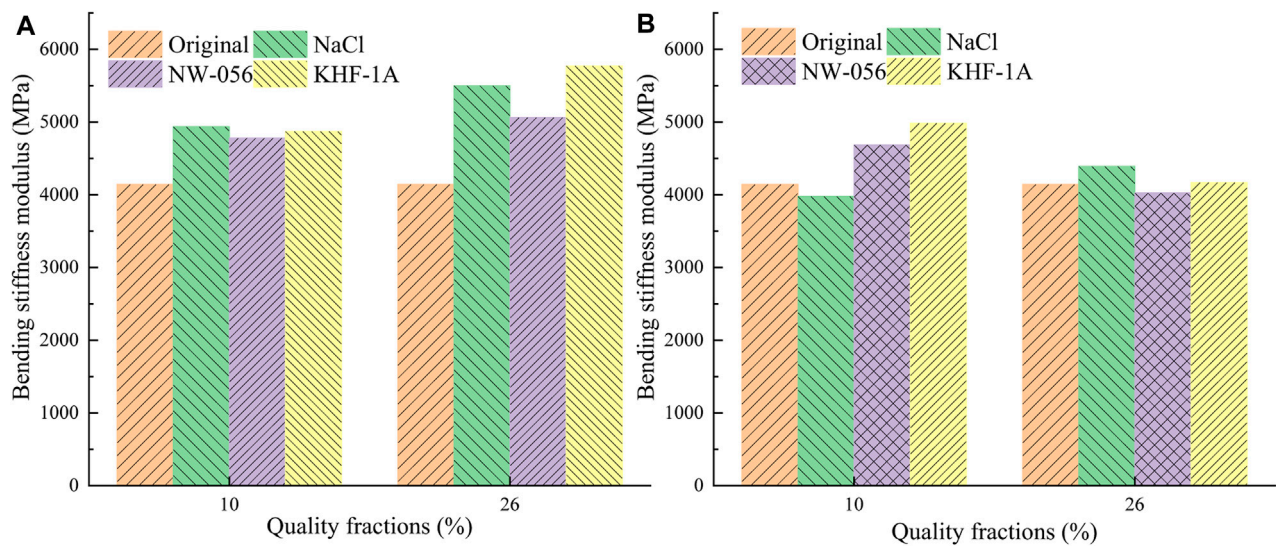 A
Original
NaCl
NW-056
KHF-1A
Bending stiffness modulus (MPa)
6000
5000
4000
3000
2000
1000
0
10
26
Quality fractions (%)
B
Original
NaCl
NW-056
KHF-1A
Bending stiffness modulus (MPa)
6000
5000
4000
3000
2000
1000
0
10
26
Quality fractions (%)